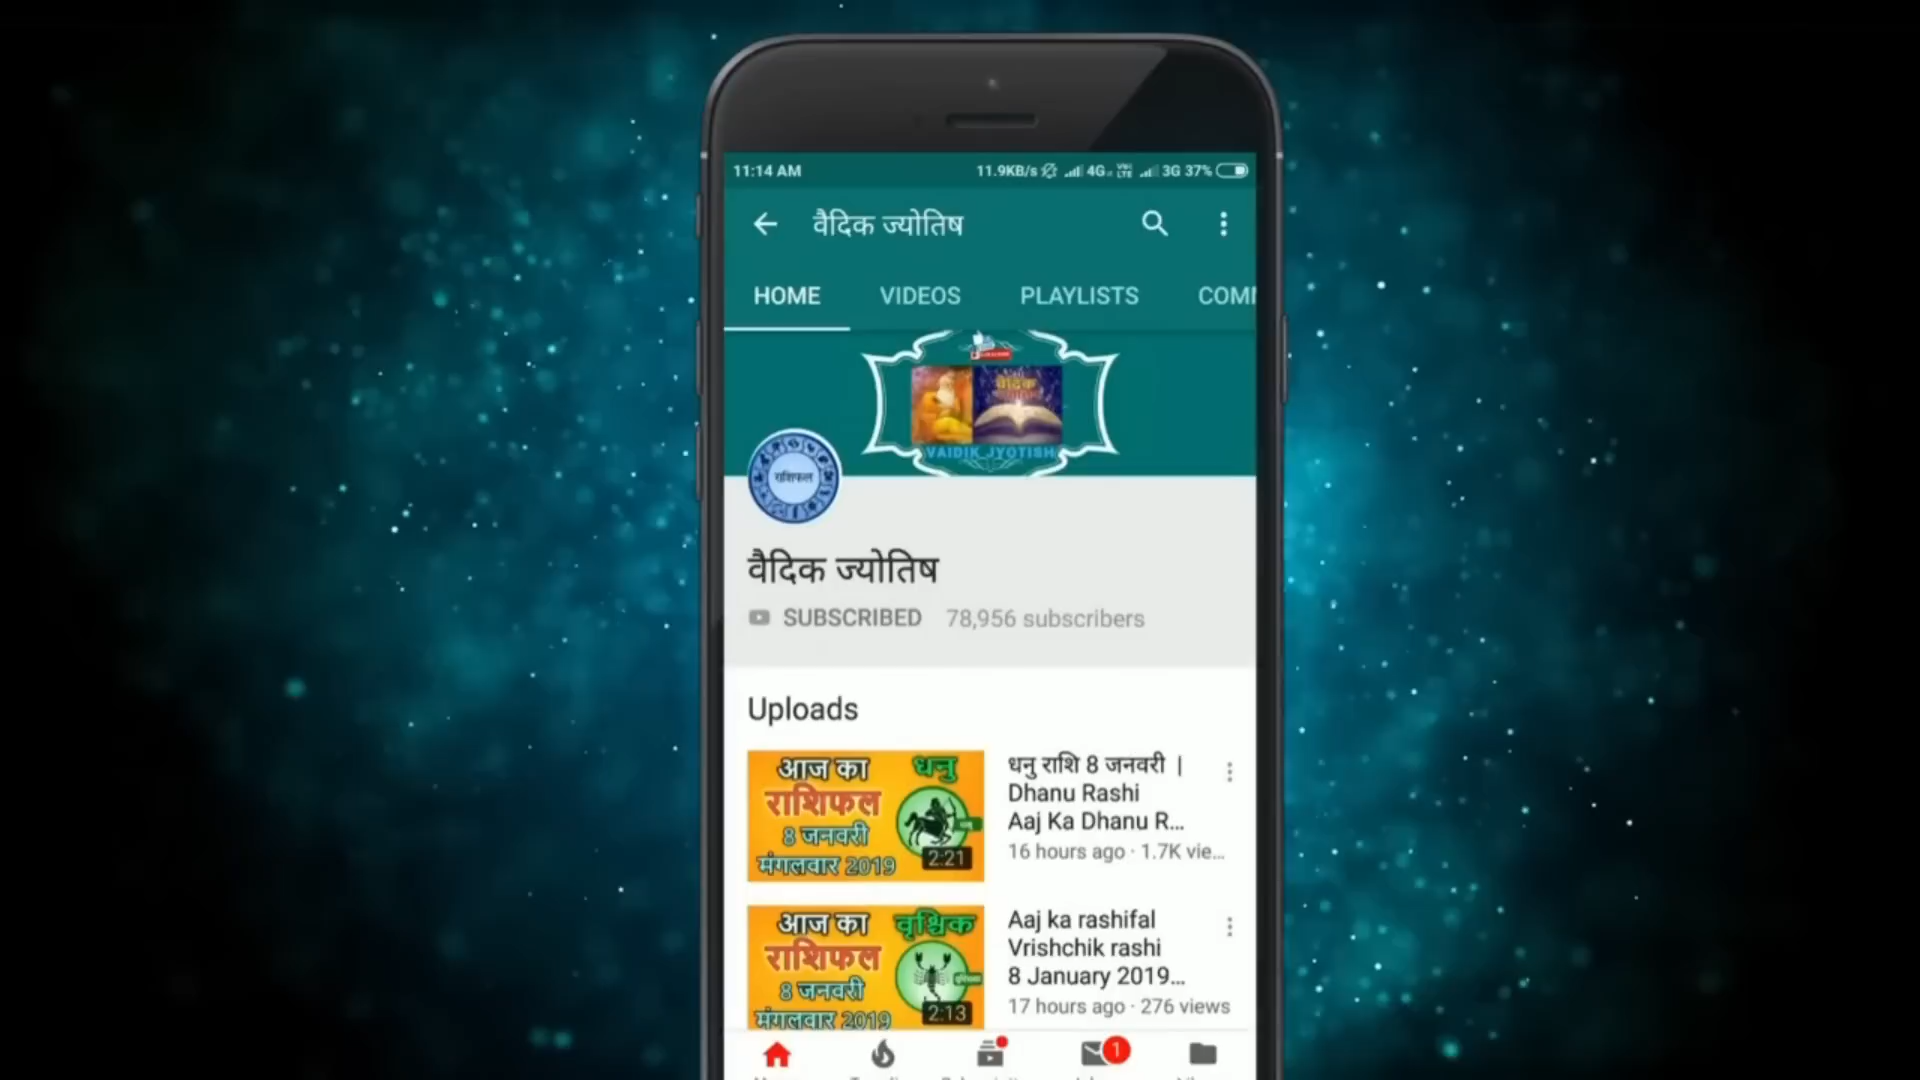 11:14 AM
11.9KB/s 4G VoLTE 3G 37%
वैदिक ज्योतिष
HOME VIDEOS PLAYLISTS COMM
वैदिक
VAIDIK JYOTISH
राशिफल
वैदिक ज्योतिष
SUBSCRIBED 78,956 subscribers
Uploads
आज का धनु
राशिफल
8 जनवरी
मंगलवार 2019
2:21
धनु राशि 8 जनवरी |
Dhanu Rashi
Aaj Ka Dhanu R...
16 hours ago · 1.7K vie...
आज का वृश्चिक
राशिफल
8 जनवरी
मंगलवार 2019
2:13
Aaj ka rashifal
Vrishchik rashi
8 January 2019...
17 hours ago · 276 views
1